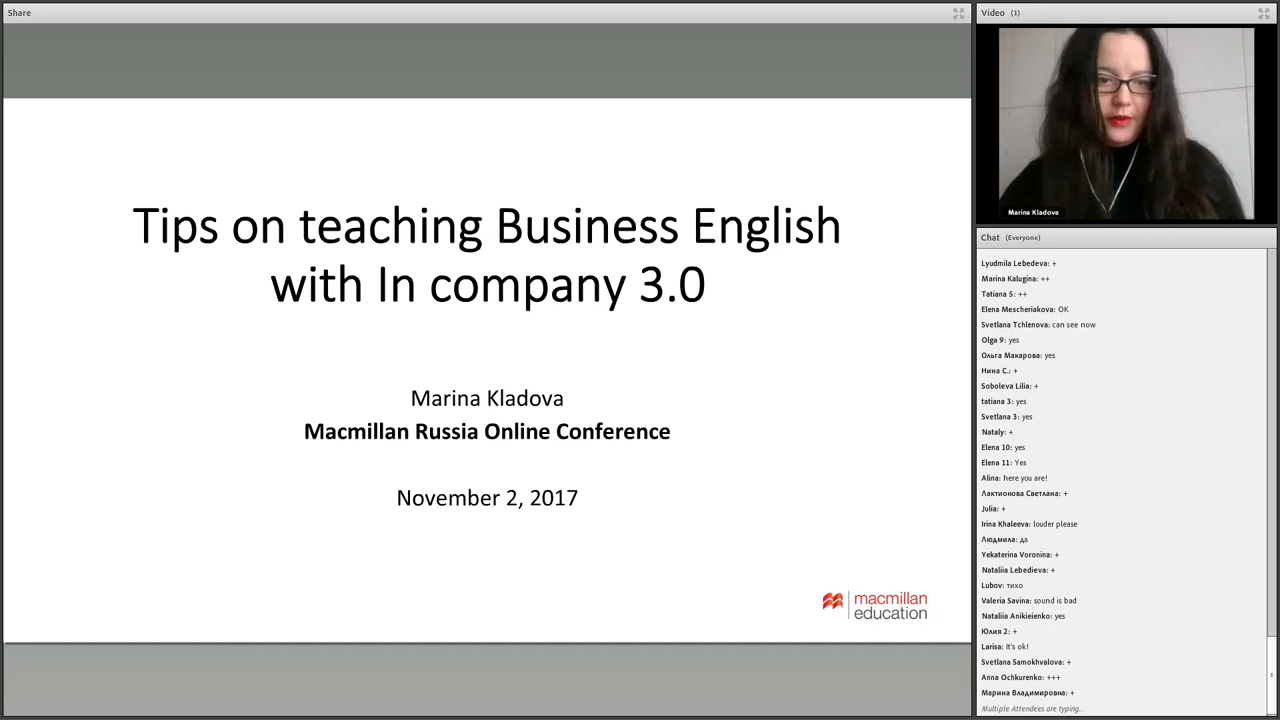 Share
Tips on teaching Business English
with In company 3.0
Marina Kladova
Macmillan Russia Online Conference
November 2, 2017
macmillan
education
Video (1)
Marina Kladova
Chat (Everyone)
Lyudmila Lebedeva: +
Marina Kalugina: ++
Tatiana 5: ++
Elena Mescheriakova: OK
Svetlana Tchlenova: can see now
Olga 9: yes
Ольга Макарова: yes
Нина С.: +
Soboleva Lilia: +
tatiana 3: yes
Svetlana 3: yes
Nataly: +
Elena 10: yes
Elena 11: Yes
Alina: here you are!
Лактионова Светлана: +
Julia: +
Irina Khaleeva: louder please
Людмила: да
Yekaterina Voronina: +
Nataliia Lebedieva: +
Lubov: тихо
Valeria Savina: sound is bad
Nataliia Anikieienko: yes
Юлия 2: +
Larisa: It's ok!
Svetlana Samokhvalova: +
Anna Ochkurenko: +++
Марина Владимировна: +
Multiple Attendees are typing...